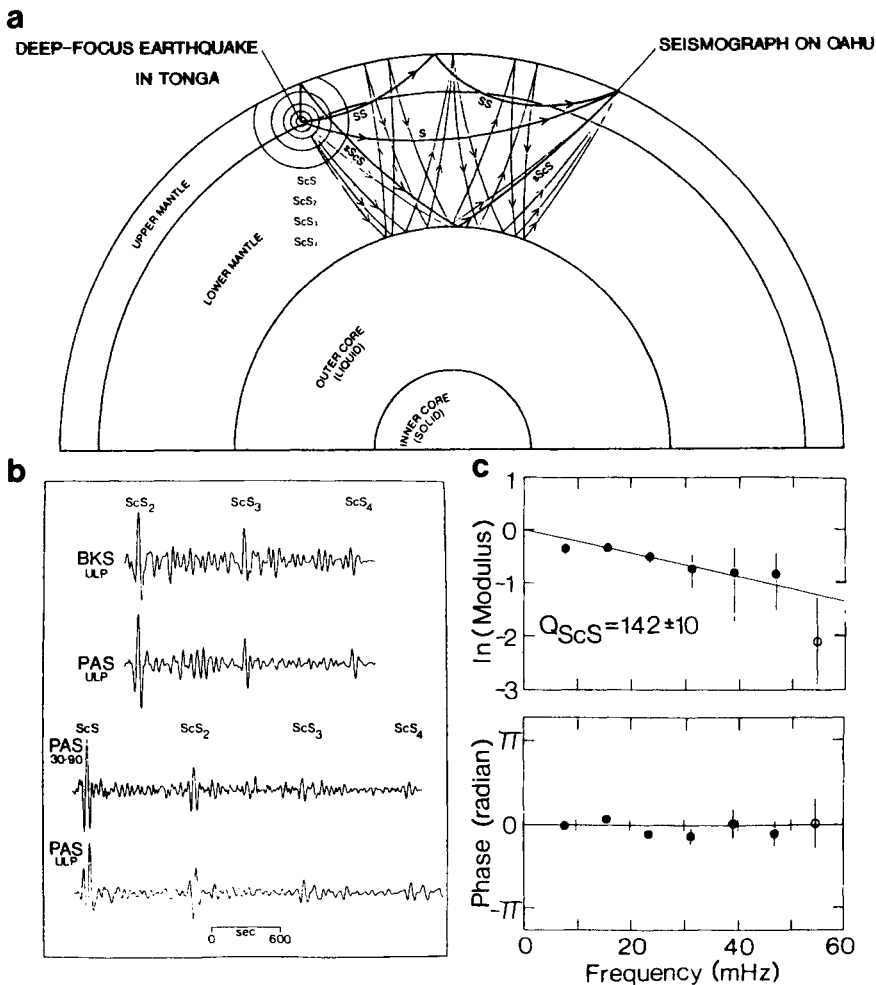 a
DEEP-FOCUS EARTHQUAKE
IN TONGA
SEISMOGRAPH ON OAHU
SS
SS
S
sScS
sScS
ScS
ScS₂
ScS₃
UPPER MANTLE
LOWER MANTLE
OUTER CORE
(LIQUID)
INNER CORE
(SOLID)
b
ScS₂ ScS₃ ScS₄
BKS
ULP
PAS
ULP
ScS ScS₂ ScS₃ ScS₄
PAS
30-90
PAS
ULP
0 sec 600
c
1
0
-1
-2
-3
ln(Modulus)
Q_ScS=142±10
π
0
-π
Phase (radian)
0 20 40 60
Frequency (mHz)